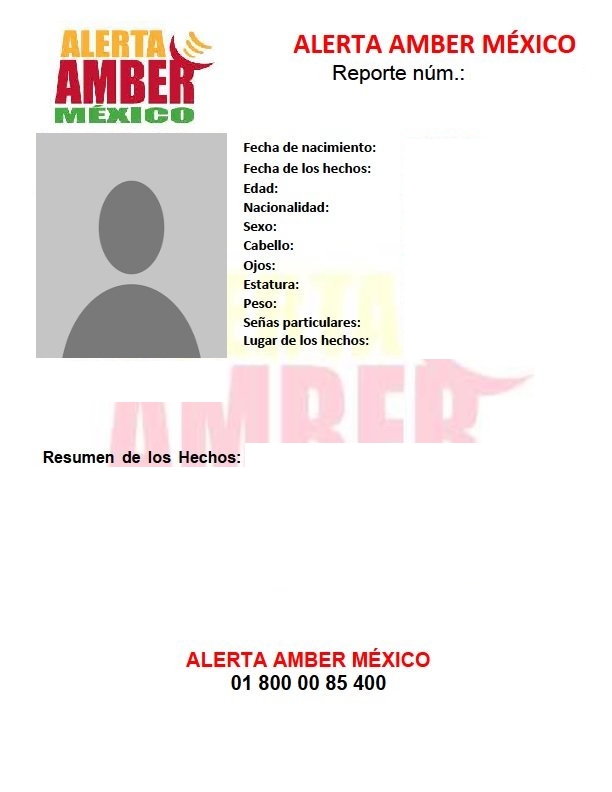 ALERTA
AMBER
MÉXICO
ALERTA AMBER MÉXICO
Reporte núm.:
Fecha de nacimiento:
Fecha de los hechos:
Edad:
Nacionalidad:
Sexo:
Cabello:
Ojos:
Estatura:
Peso:
Señas particulares:
Lugar de los hechos:
ERTA
AMBER
Resumen de los Hechos:
ALERTA AMBER MÉXICO
01 800 00 85 400